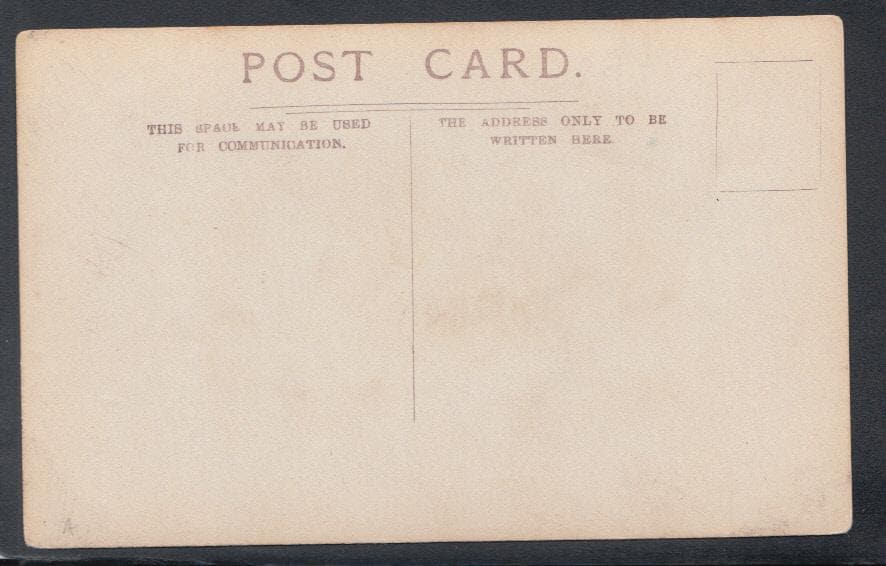 POST CARD.
THIS SPACE MAY BE USED
FOR COMMUNICATION.
THE ADDRESS ONLY TO BE
WRITTEN HERE.
A